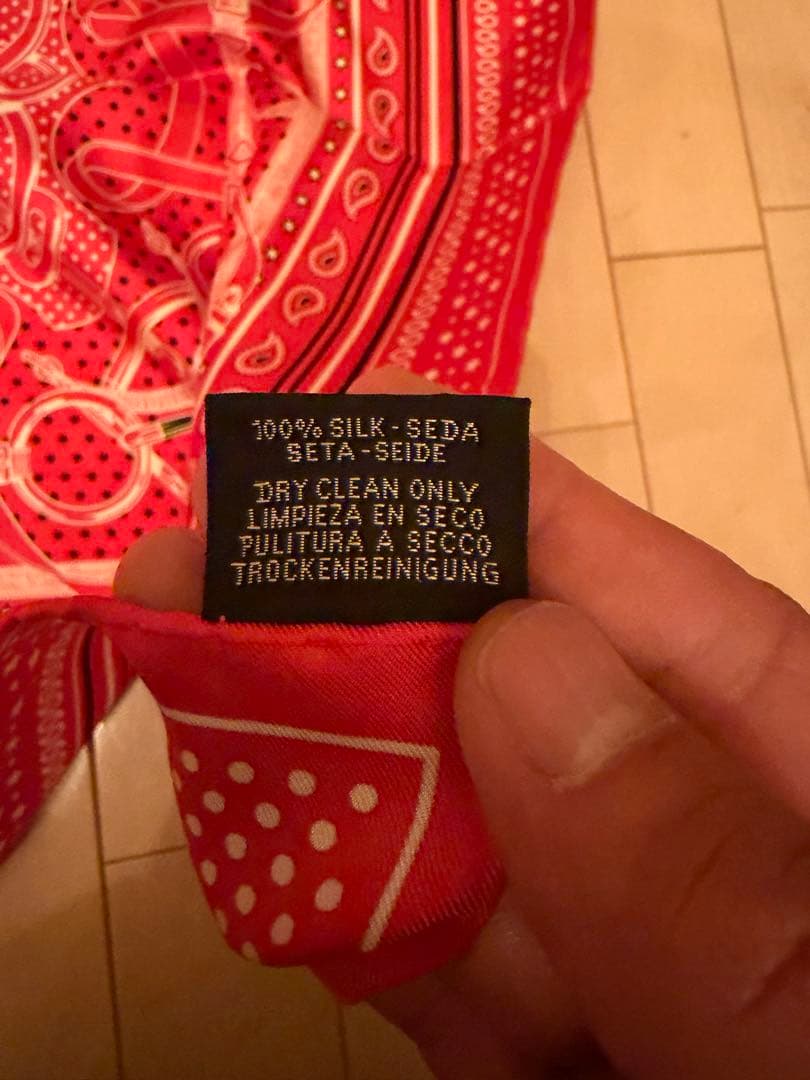 100% SILK - SEDA
SETA - SEIDE
DRY CLEAN ONLY
LIMPIEZA EN SECO
PULITURA A SECCO
TROCKENREINIGUNG